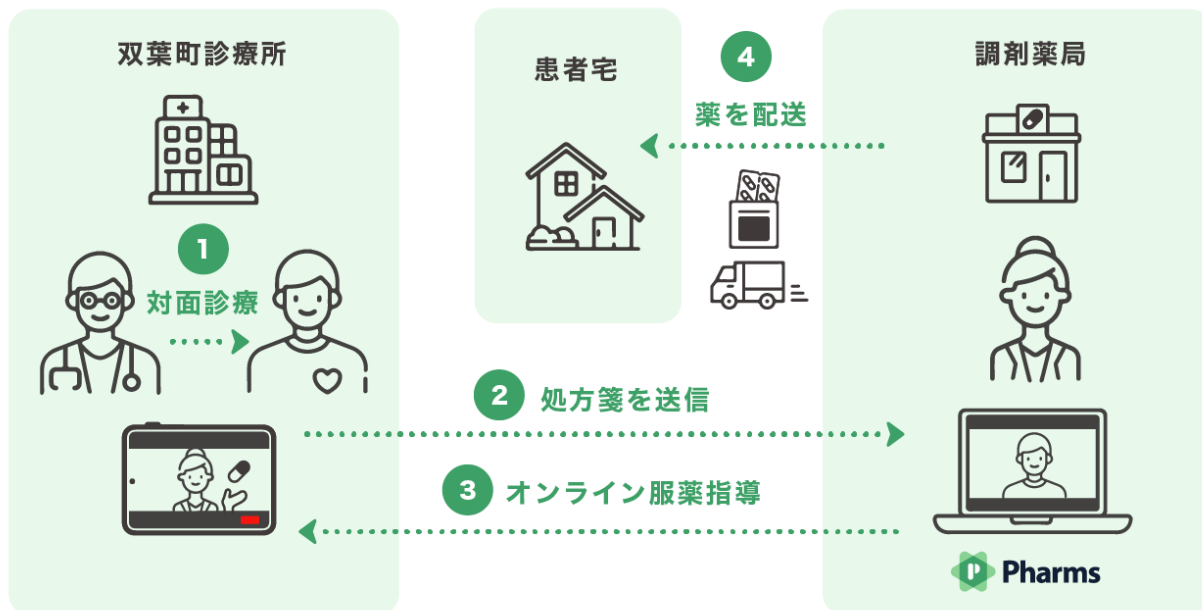 双葉町診療所
患者宅
調剤薬局
1
対面診療
4
薬を配送
2 処方箋を送信
3 オンライン服薬指導
Pharms